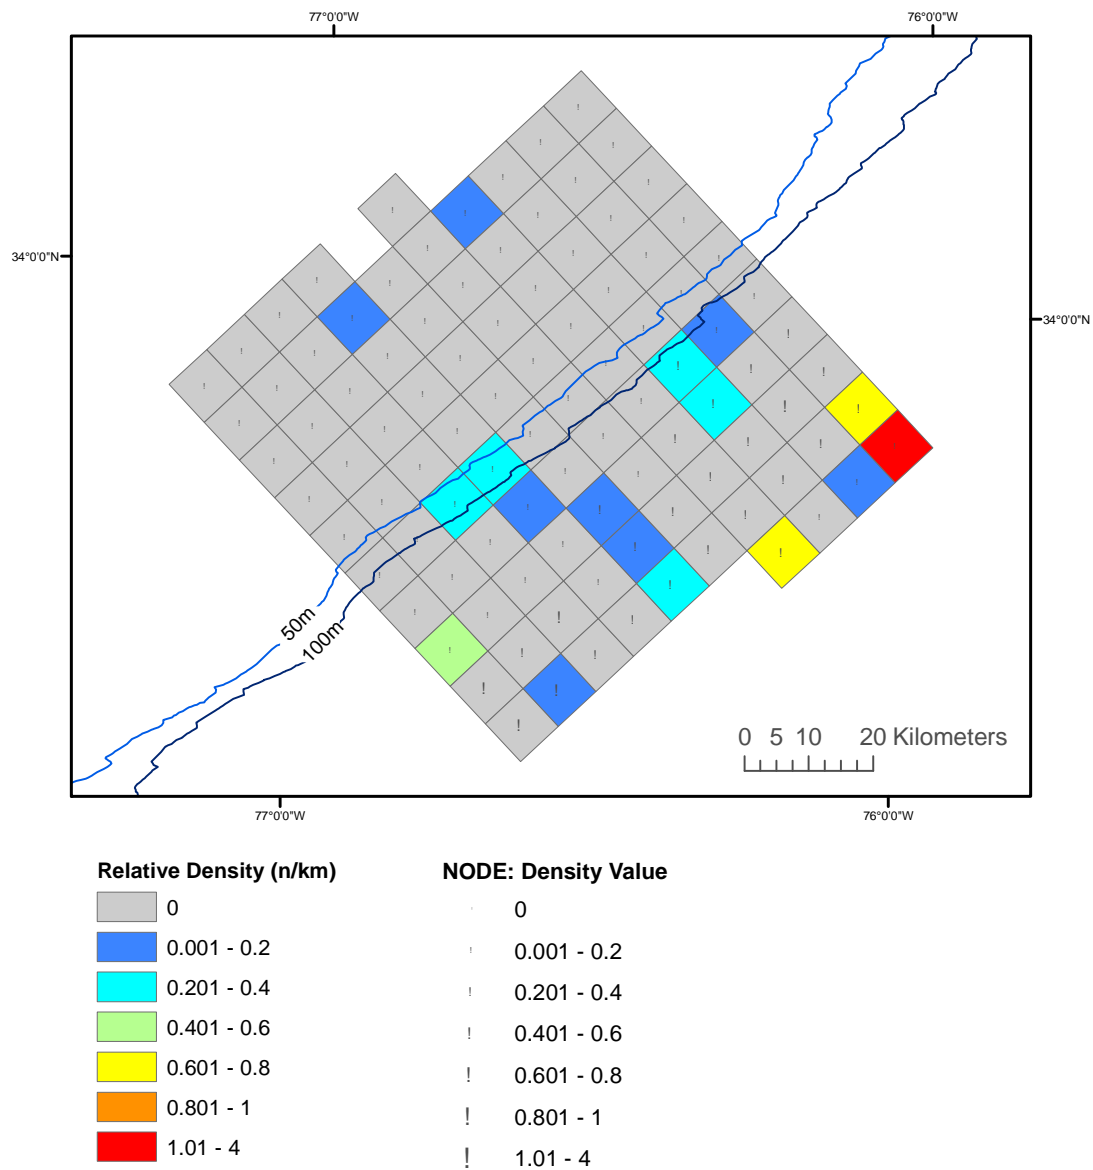 77°0'0"W 76°0'0"W
34°0'0"N
34°0'0"N
50m
100m
0 5 10 20 Kilometers
77°0'0"W 76°0'0"W
Relative Density (n/km)
0
0.001 - 0.2
0.201 - 0.4
0.401 - 0.6
0.601 - 0.8
0.801 - 1
1.01 - 4
NODE: Density Value
0
! 0.001 - 0.2
! 0.201 - 0.4
! 0.401 - 0.6
! 0.601 - 0.8
! 0.801 - 1
! 1.01 - 4